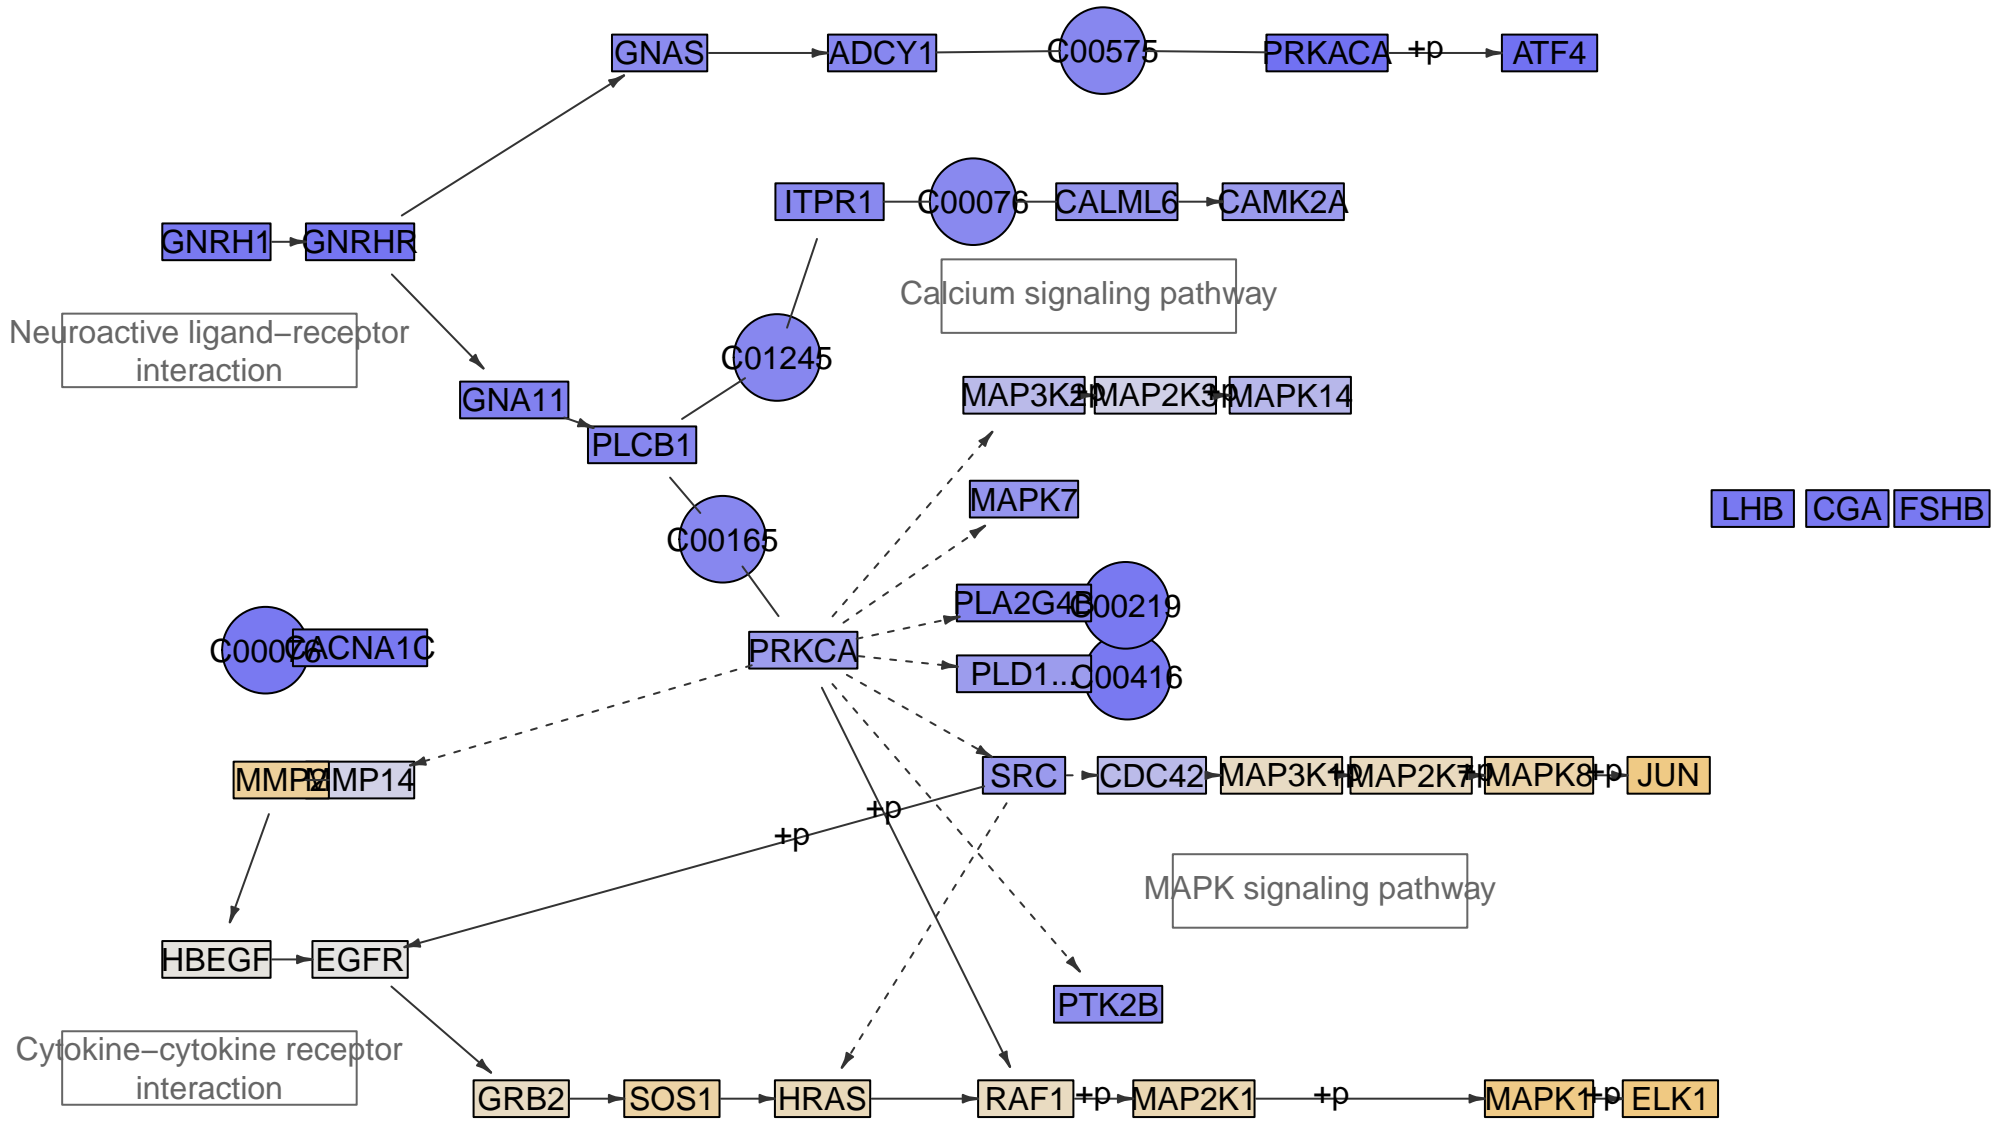 GNAS
ADCY1
C00575
PRKACA
+p
ATF4
ITPR1
C00076
CALML6
CAMK2A
GNRH1
GNRHR
Calcium signaling pathway
Neuroactive ligand–receptor
interaction
C01245
GNA11
PLCB1
MAP3K2
+p
MAP2K3
+p
MAPK14
MAPK7
LHB
CGA
FSHB
C00165
PLA2G4B
C00219
C00076
CACNA1C
PRKCA
PLD1...
C00416
MMP2
MMP14
SRC
CDC42
MAP3K1
+p
MAP2K7
+p
MAPK8
+p
JUN
+p
+p
MAPK signaling pathway
HBEGF
EGFR
PTK2B
Cytokine–cytokine receptor
interaction
GRB2
SOS1
HRAS
RAF1
+p
MAP2K1
+p
MAPK1
+p
ELK1